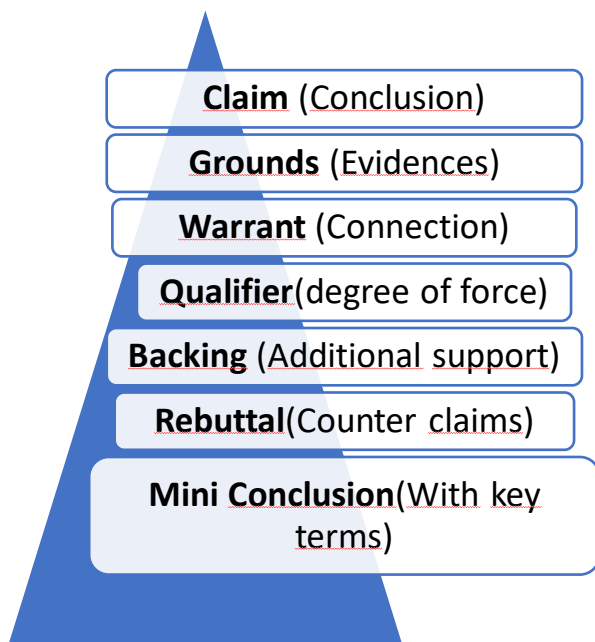 Claim (Conclusion)
Grounds (Evidences)
Warrant (Connection)
Qualifier(degree of force)
Backing (Additional support)
Rebuttal(Counter claims)
Mini Conclusion(With key
terms)